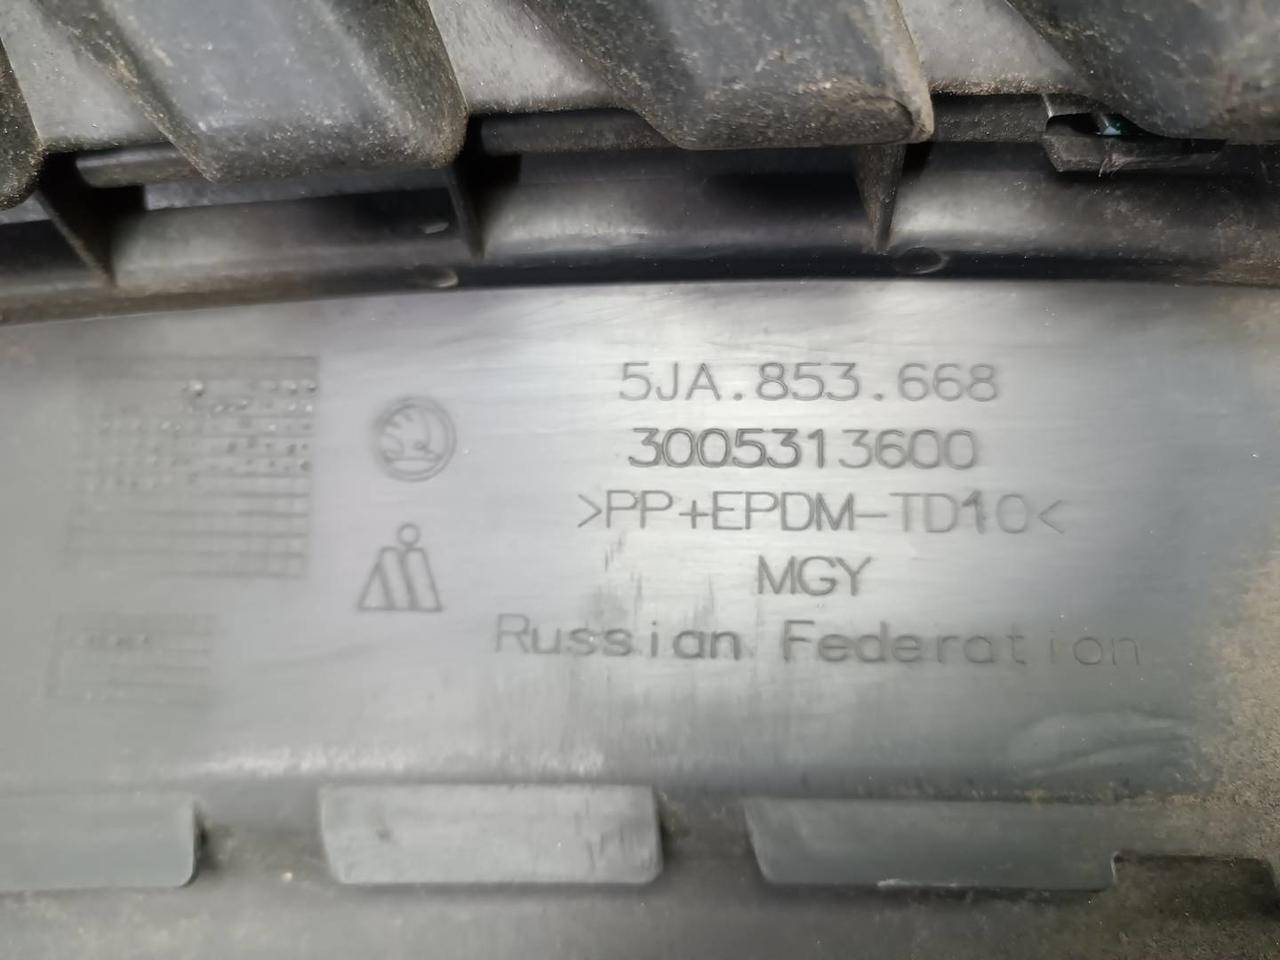 5JA.853.668
3005313600
>PP+EPDM-TD10<
MGY
Russian Federation